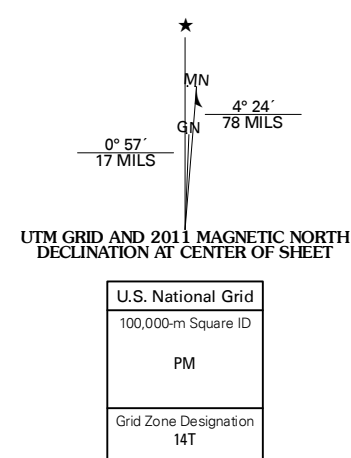 ★
MN
4° 24´
78 MILS
GN
0° 57´
17 MILS
UTM GRID AND 2011 MAGNETIC NORTH
DECLINATION AT CENTER OF SHEET
U.S. National Grid
100,000-m Square ID
PM
Grid Zone Designation
14T